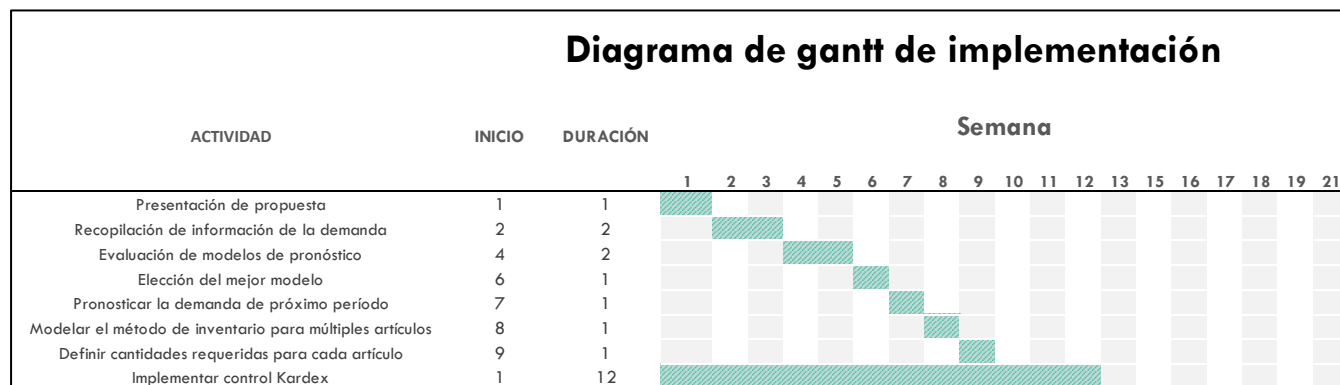 Diagrama de gantt de implementación
ACTIVIDAD INICIO DURACIÓN Semana
1 2 3 4 5 6 7 8 9 10 11 12 13 15 16 17 18 19 21
Presentación de propuesta 1 1
Recopilación de información de la demanda 2 2
Evaluación de modelos de pronóstico 4 2
Elección del mejor modelo 6 1
Pronosticar la demanda de próximo período 7 1
Modelar el método de inventario para múltiples artículos 8 1
Definir cantidades requeridas para cada artículo 9 1
Implementar control Kardex 1 12